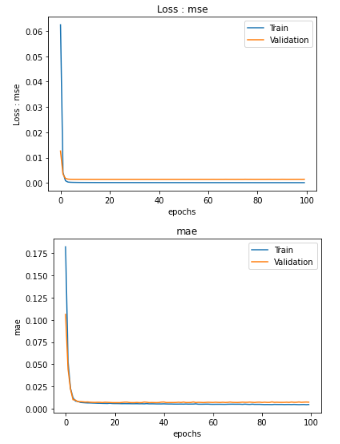 Loss : mse
0.06
0.05
0.04
0.03
0.02
0.01
0.00
Loss : mse
Train
Validation
0 20 40 60 80 100
epochs
mae
0.175
0.150
0.125
0.100
0.075
0.050
0.025
0.000
mae
Train
Validation
0 20 40 60 80 100
epochs